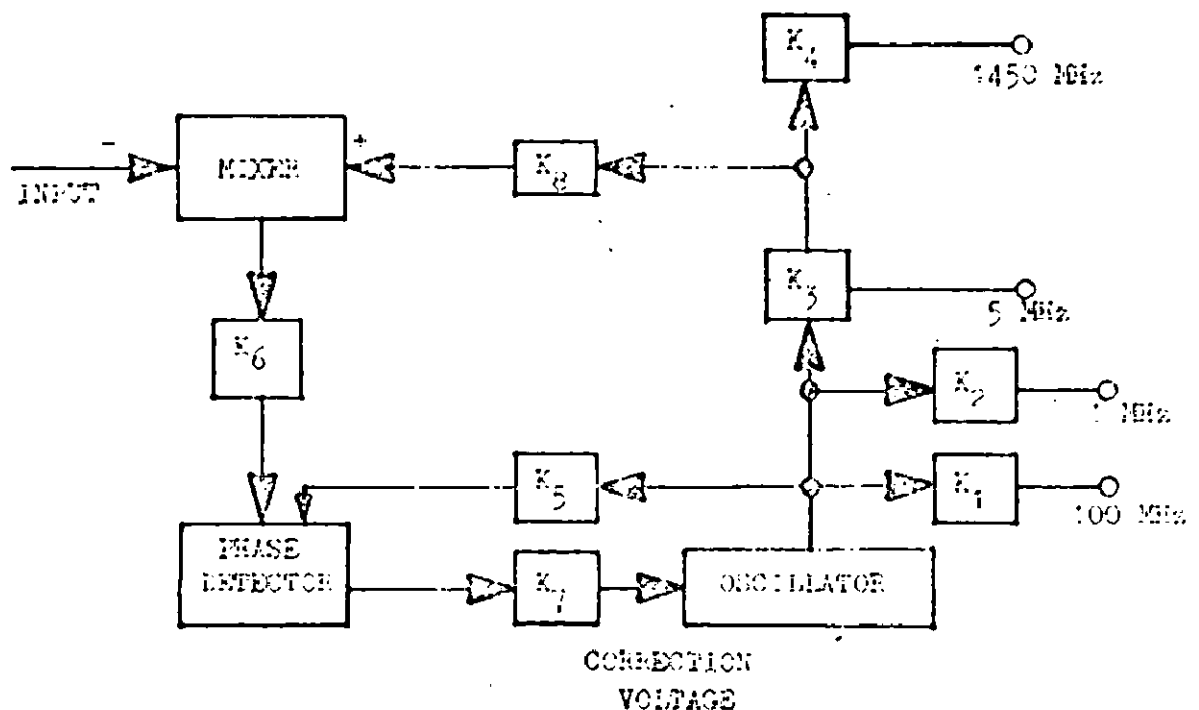 K4
1450 MHz
- MIXER +
INPUT
K8
K3
5 MHz
K6
K2
1 MHz
K5
K1
100 MHz
PHASE
DETECTOR
K7
OSCILLATOR
CORRECTION
VOLTAGE